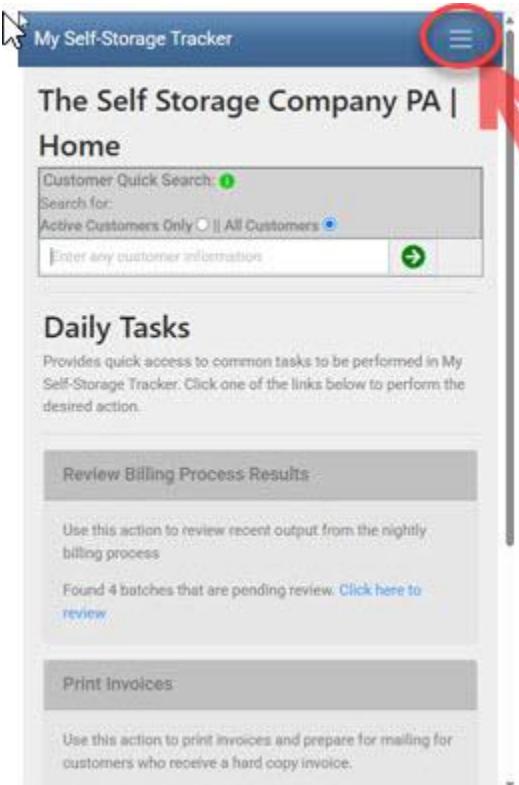 My Self-Storage Tracker
The Self Storage Company PA |
Home
Customer Quick Search:
Search for:
Active Customers Only || All Customers
Enter any customer information
Daily Tasks
Provides quick access to common tasks to be performed in My
Self-Storage Tracker. Click one of the links below to perform the
desired action.
Review Billing Process Results
Use this action to review recent output from the nightly
billing process
Found 4 batches that are pending review. Click here to
review
Print Invoices
Use this action to print invoices and prepare for mailing for
customers who receive a hard copy invoice.